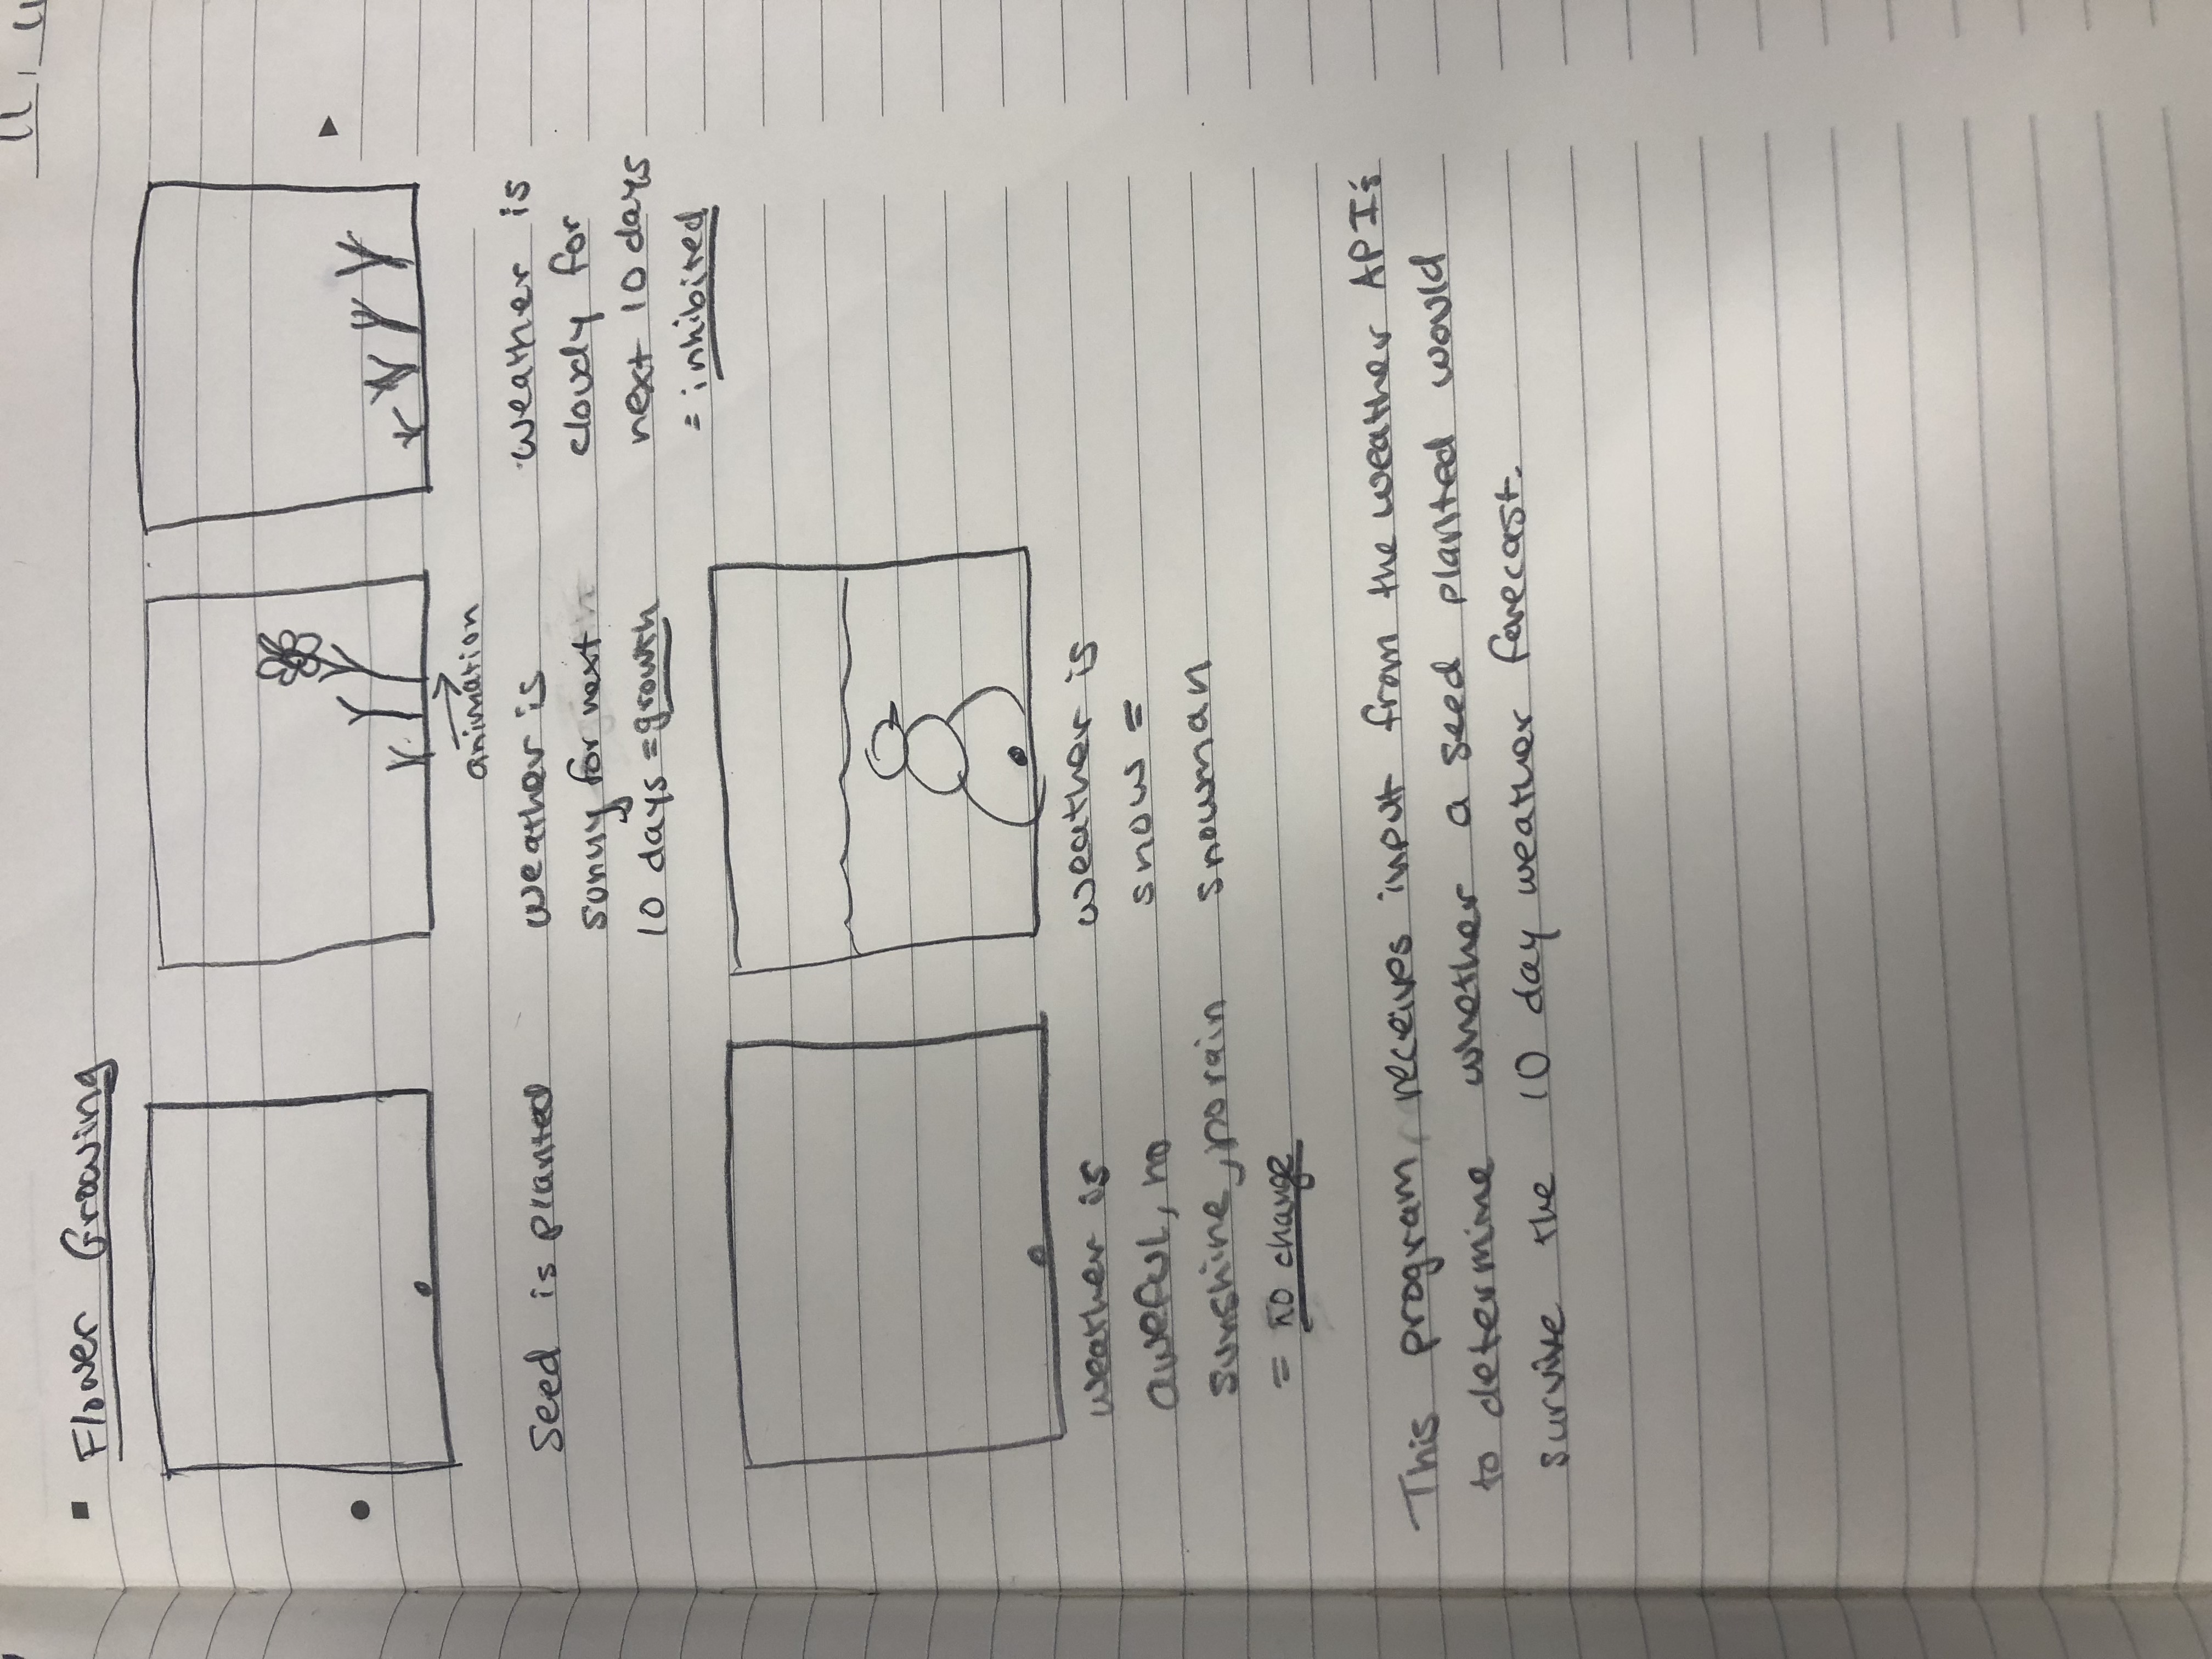 Flower Growing
animation
Seed is planted
weather is
sunny for next
10 days = growth
weather is
cloudy for
next 10 days
= inhibited
weather is
aweful, no
sunshine, no rain
= no change
weather is
snow =
snowman
This program receives input from the weather API's
to determine whether a seed planted would
survive the 10 day weather forecast.